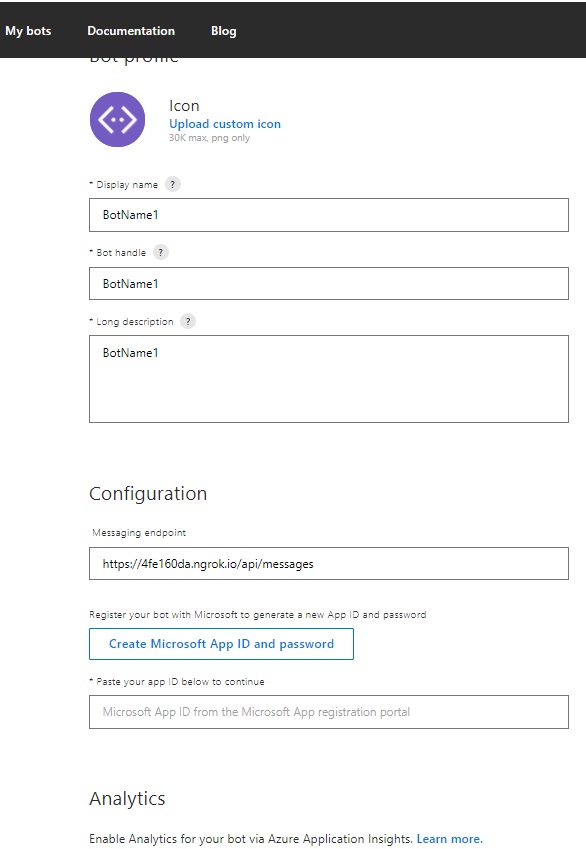 My bots Documentation Blog
Bot profile
Icon
Upload custom icon
30K max, png only
* Display name ?
BotName1
* Bot handle ?
BotName1
* Long description ?
BotName1
Configuration
Messaging endpoint
https://4fe160da.ngrok.io/api/messages
Register your bot with Microsoft to generate a new App ID and password
Create Microsoft App ID and password
* Paste your app ID below to continue
Microsoft App ID from the Microsoft App registration portal
Analytics
Enable Analytics for your bot via Azure Application Insights. Learn more.